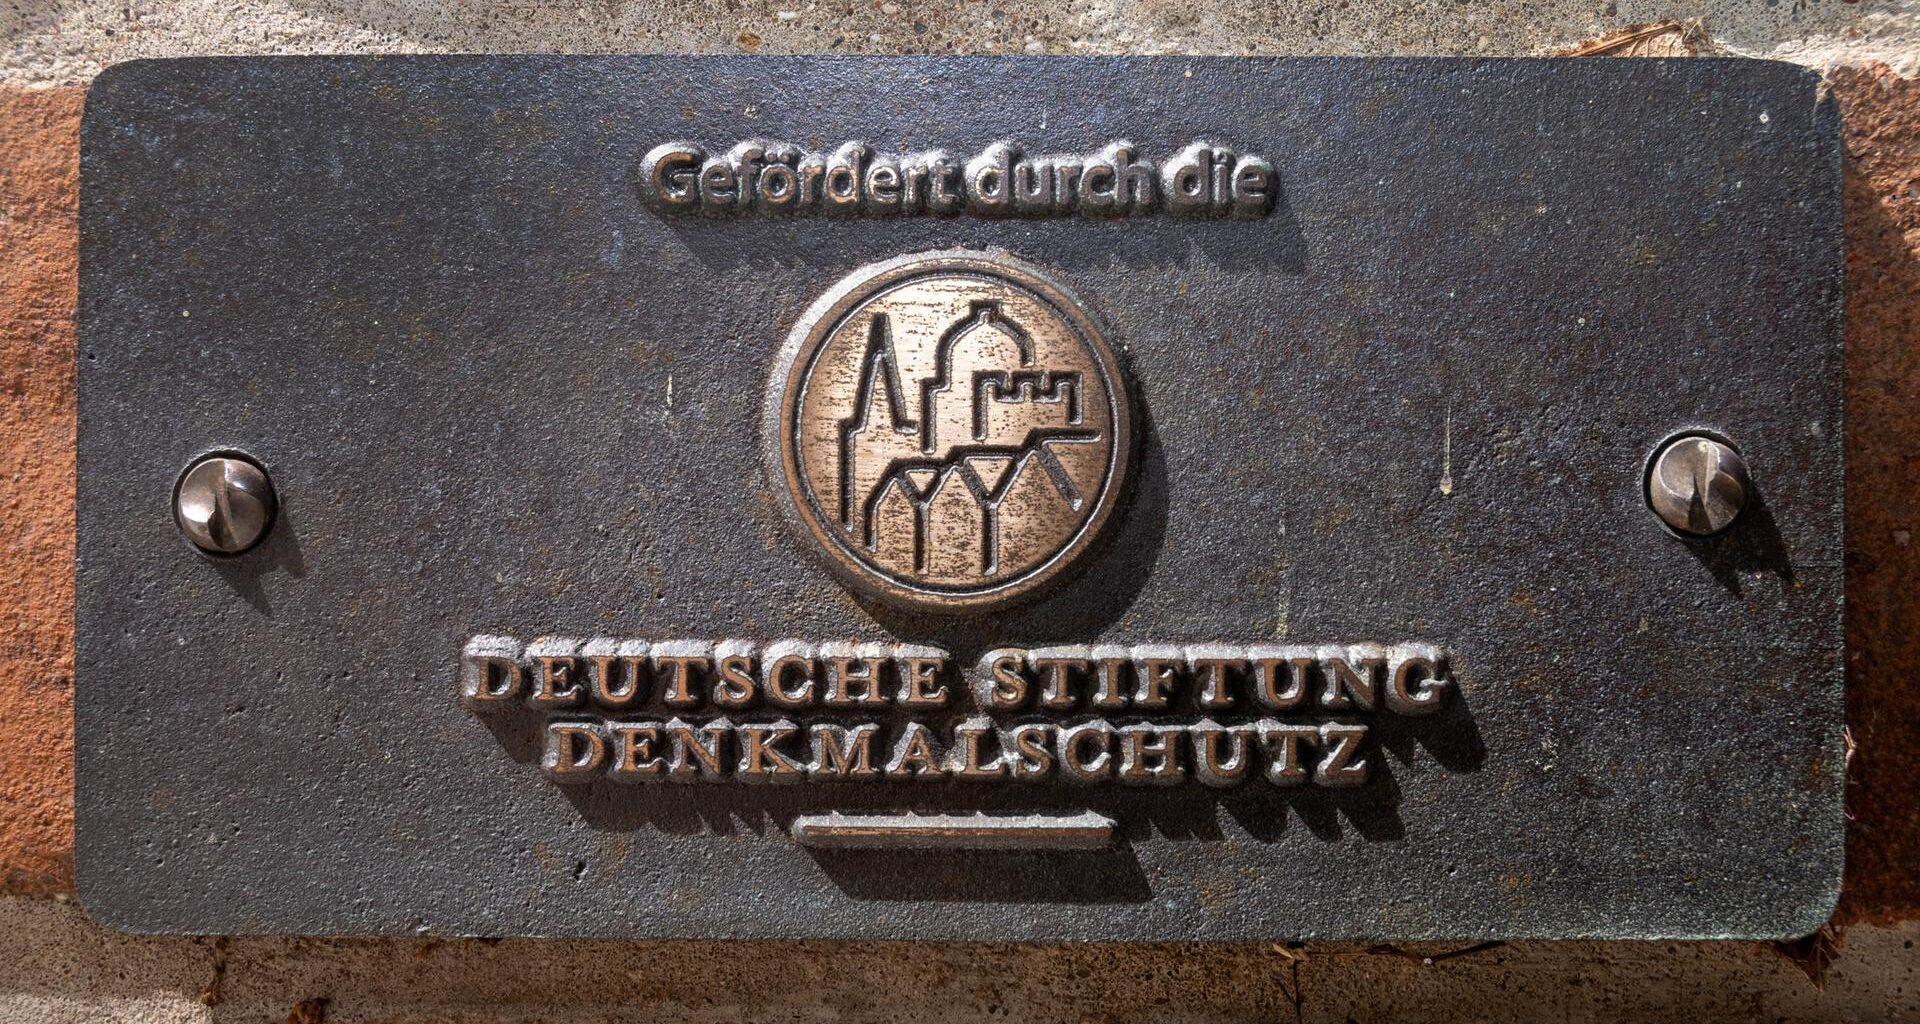 Gefördert durch die
DEUTSCHE STIFTUNG
DENKMALSCHUTZ